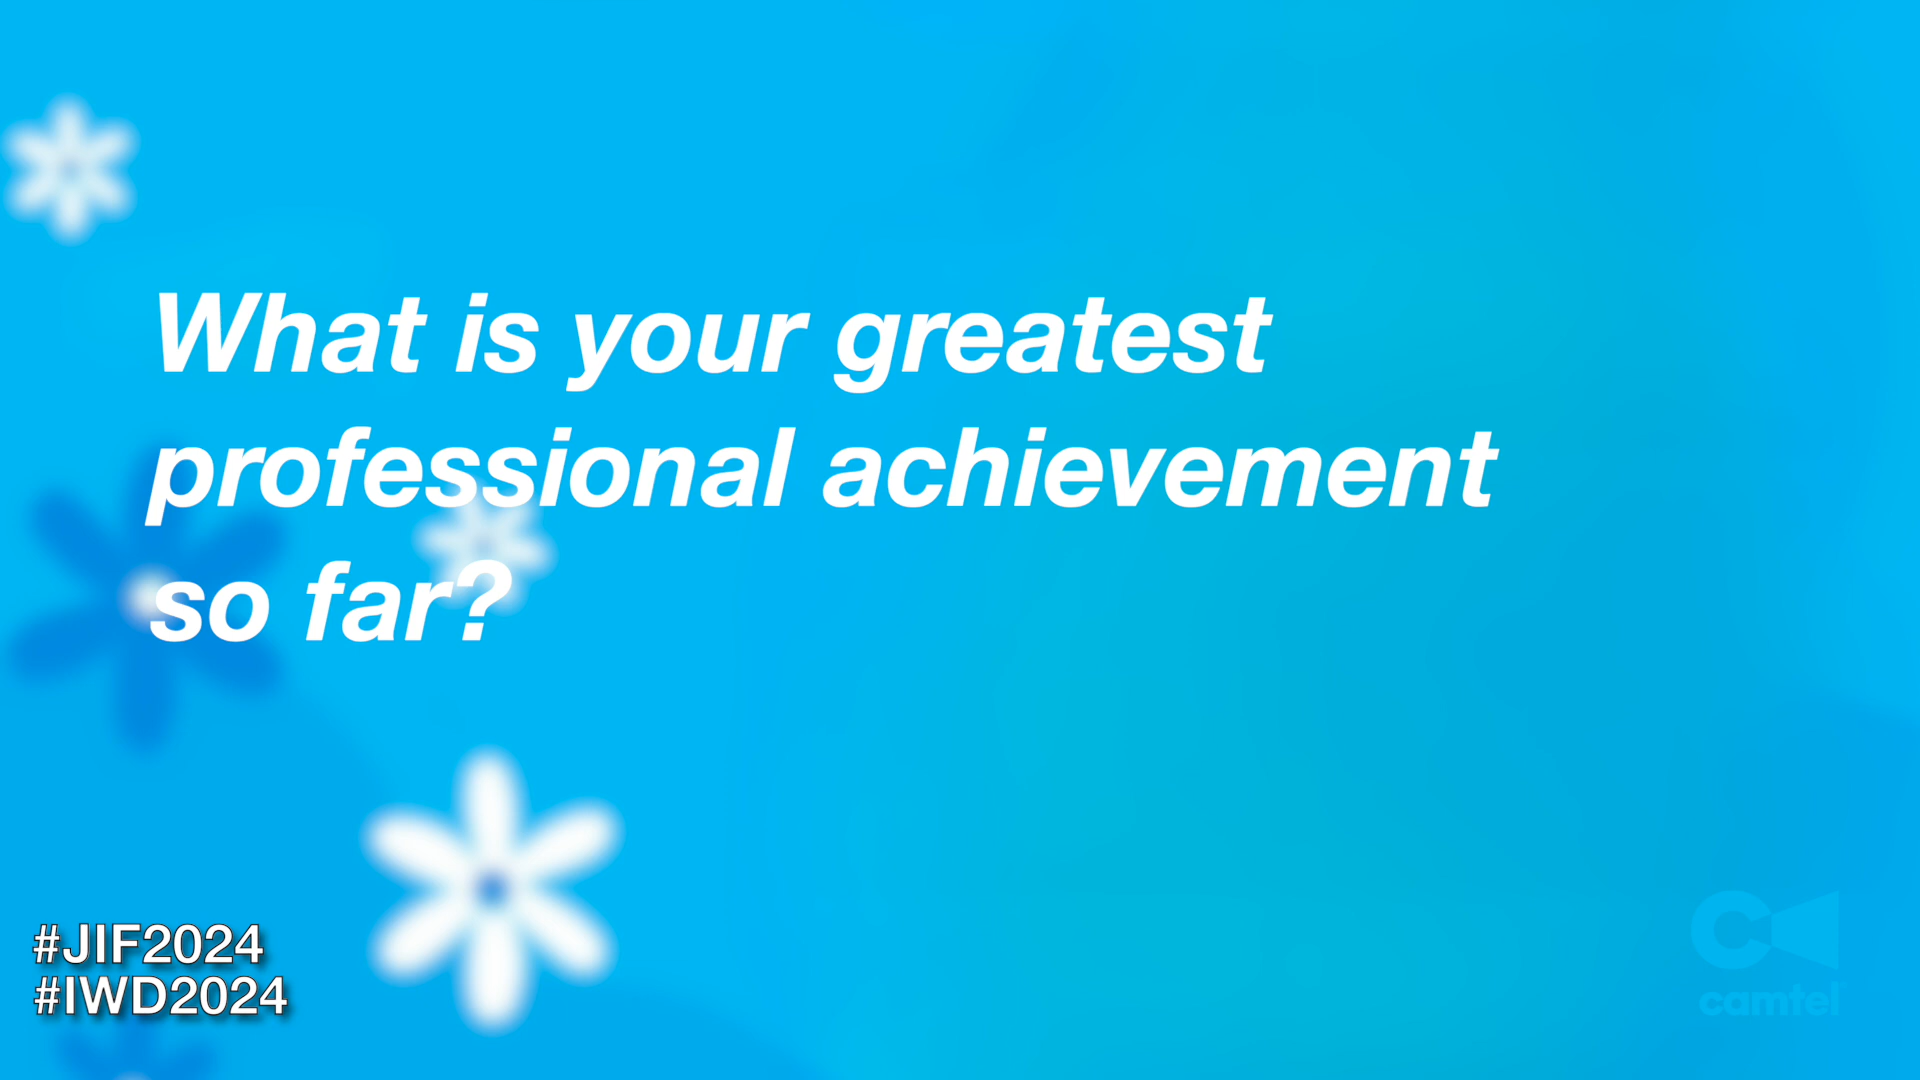 What is your greatest
professional achievement
so far?
#JIF2024
#IWD2024
camtel